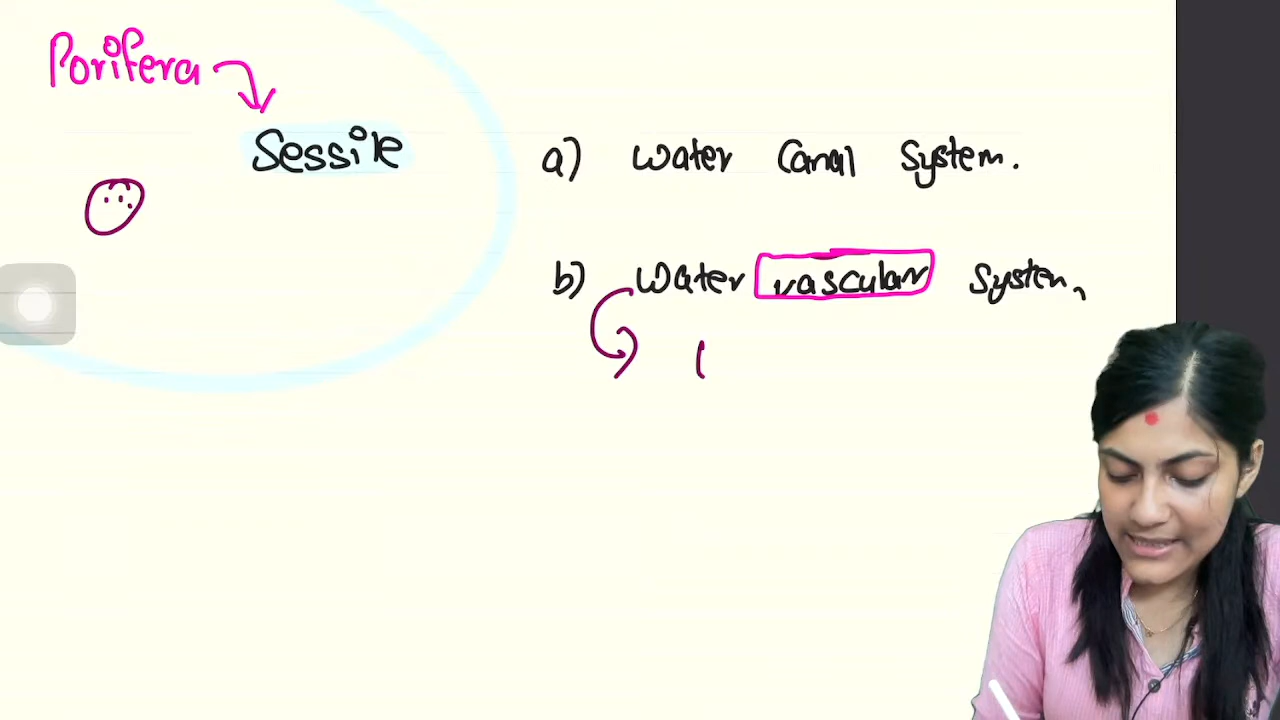 Porifera
Sessile
a) Water Canal System.
b) Water vascular System,